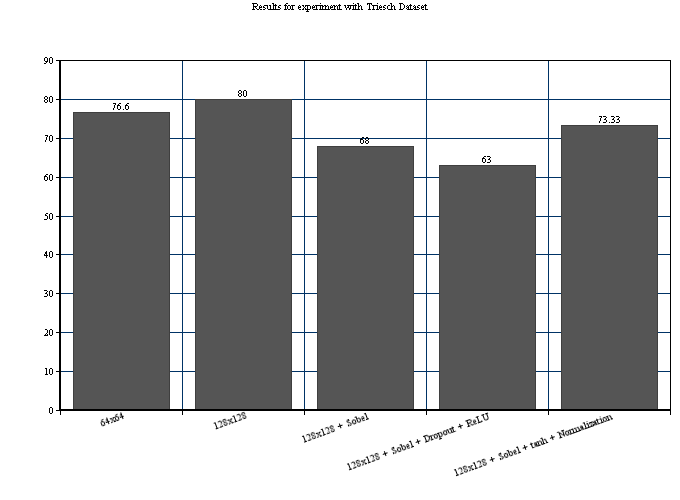 Results for experiment with Triesch Dataset
90
80
70
60
50
40
30
20
10
0
76.6
80
68
63
73.33
64x64
128x128
128x128 + Sobel
128x128 + Sobel + Dropout + ReLU
128x128 + Sobel + tanh + Normalization